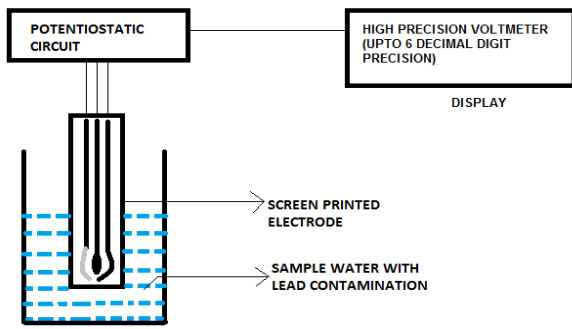 POTENTIOSTATIC
CIRCUIT
HIGH PRECISION VOLTMETER
(UPTO 6 DECIMAL DIGIT
PRECISION)
DISPLAY
SCREEN PRINTED
ELECTRODE
SAMPLE WATER WITH
LEAD CONTAMINATION